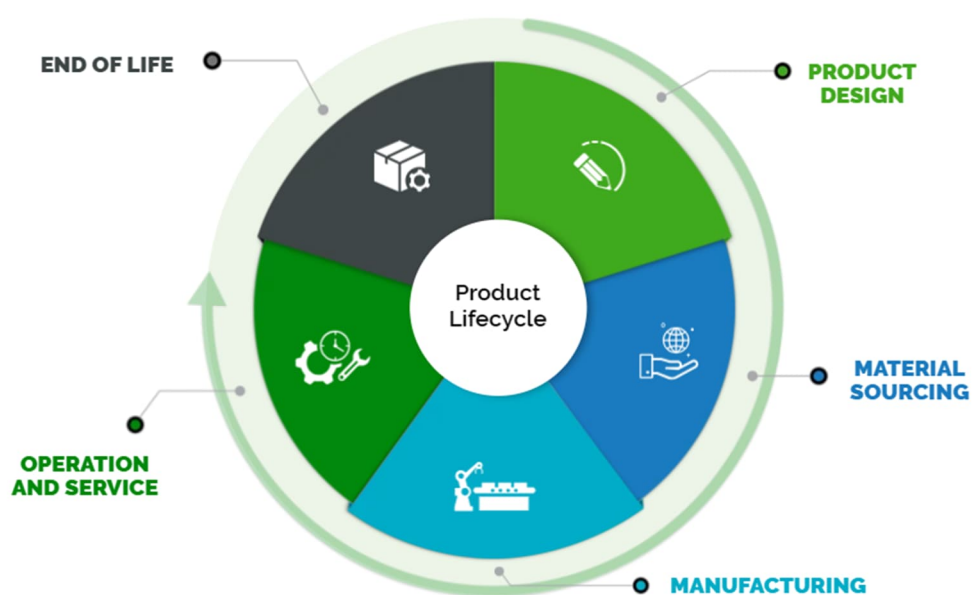 END OF LIFE
PRODUCT
DESIGN
Product
Lifecycle
MATERIAL
SOURCING
OPERATION
AND SERVICE
MANUFACTURING